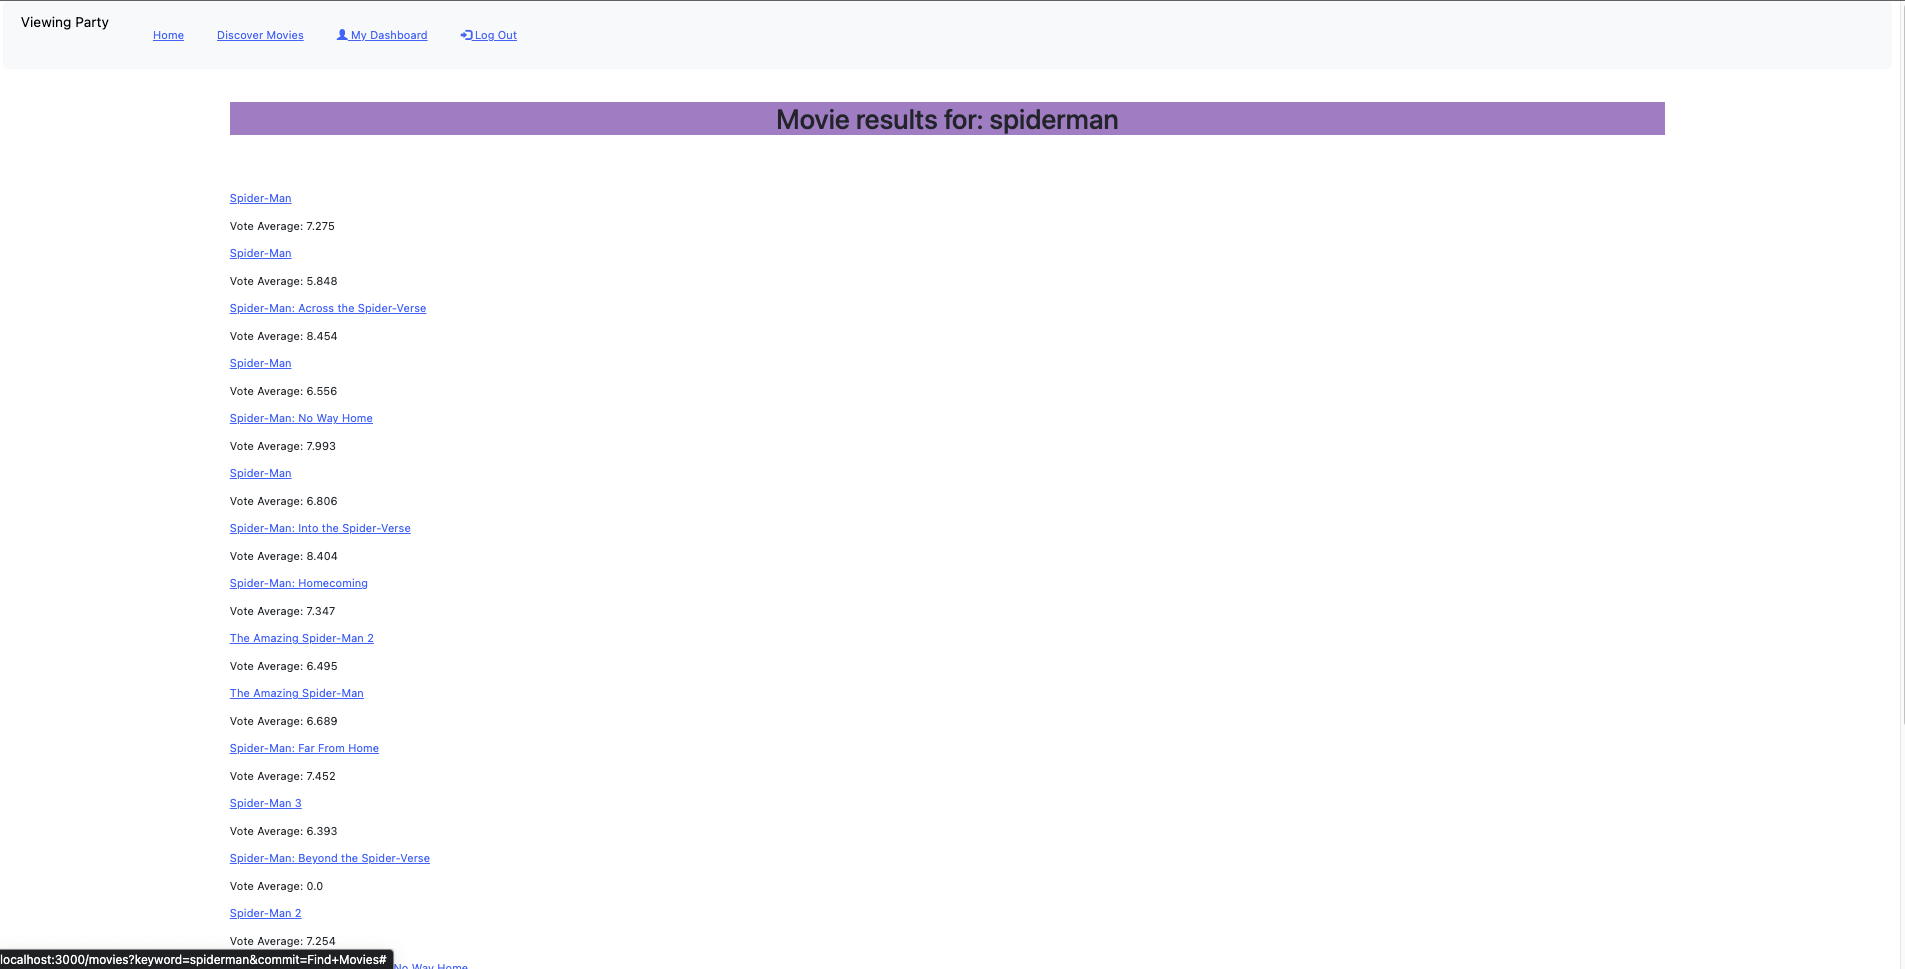 Viewing Party
Home Discover Movies My Dashboard Log Out
Movie results for: spiderman
Spider-Man
Vote Average: 7.275
Spider-Man
Vote Average: 5.848
Spider-Man: Across the Spider-Verse
Vote Average: 8.454
Spider-Man
Vote Average: 6.556
Spider-Man: No Way Home
Vote Average: 7.993
Spider-Man
Vote Average: 6.806
Spider-Man: Into the Spider-Verse
Vote Average: 8.404
Spider-Man: Homecoming
Vote Average: 7.347
The Amazing Spider-Man 2
Vote Average: 6.495
The Amazing Spider-Man
Vote Average: 6.689
Spider-Man: Far From Home
Vote Average: 7.452
Spider-Man 3
Vote Average: 6.393
Spider-Man: Beyond the Spider-Verse
Vote Average: 0.0
Spider-Man 2
Vote Average: 7.254
localhost:3000/movies?keyword=spiderman&commit=Find+Movies#
No Way Home